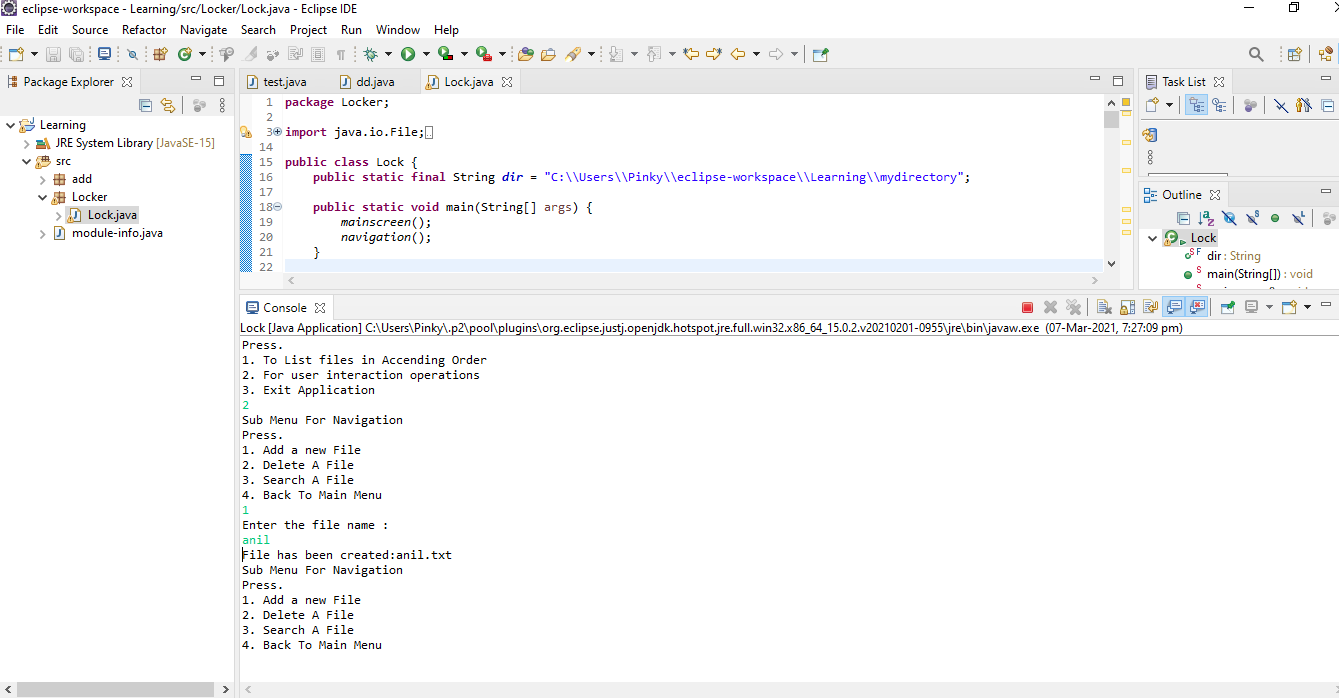 eclipse-workspace - Learning/src/Locker/Lock.java - Eclipse IDE
File Edit Source Refactor Navigate Search Project Run Window Help
Package Explorer
Learning
JRE System Library [JavaSE-15]
src
add
Locker
Lock.java
module-info.java
test.java dd.java Lock.java
1 package Locker;
2
3 import java.io.File;
14
15 public class Lock {
16 public static final String dir = "C:\\Users\\Pinky\\eclipse-workspace\\Learning\\mydirectory";
17
18 public static void main(String[] args) {
19 mainscreen();
20 navigation();
21 }
22
Task List
Outline
Lock
dir : String
main(String[]) : void
Console
Lock [Java Application] C:\Users\Pinky\.p2\pool\plugins\org.eclipse.justj.openjdk.hotspot.jre.full.win32.x86_64_15.0.2.v20210201-0955\jre\bin\javaw.exe (07-Mar-2021, 7:27:09 pm)
Press.
1. To List files in Accending Order
2. For user interaction operations
3. Exit Application
2
Sub Menu For Navigation
Press.
1. Add a new File
2. Delete A File
3. Search A File
4. Back To Main Menu
1
Enter the file name :
anil
File has been created:anil.txt
Sub Menu For Navigation
Press.
1. Add a new File
2. Delete A File
3. Search A File
4. Back To Main Menu